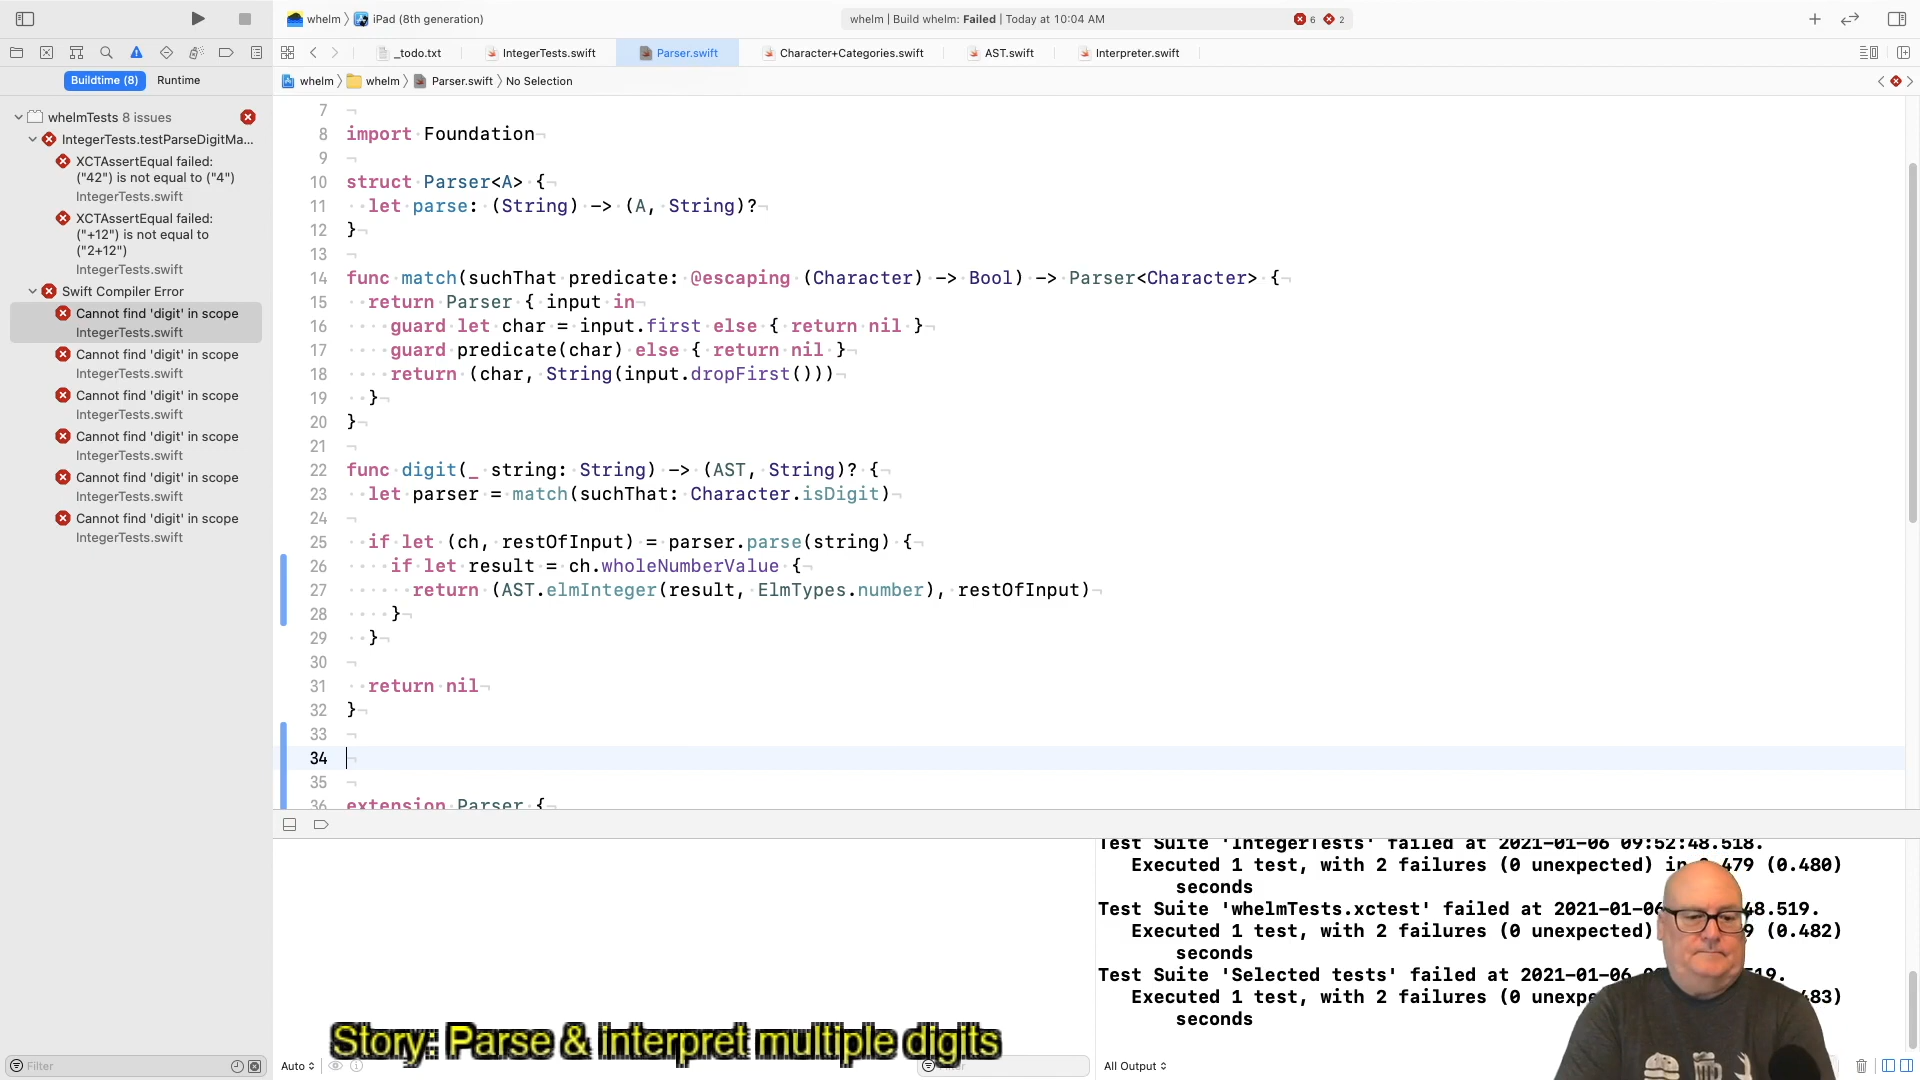 whelm
iPad (8th generation)
whelm | Build whelm: Failed | Today at 10:04 AM
6
2
_todo.txt
IntegerTests.swift
Parser.swift
Character+Categories.swift
AST.swift
Interpreter.swift
Buildtime (8)
Runtime
whelm
whelm
Parser.swift
No Selection
whelmTests 8 issues
IntegerTests.testParseDigitMa...
XCTAssertEqual failed:
("42") is not equal to ("4")
IntegerTests.swift
XCTAssertEqual failed:
("+12") is not equal to
("2+12")
IntegerTests.swift
Swift Compiler Error
Cannot find 'digit' in scope
IntegerTests.swift
Cannot find 'digit' in scope
IntegerTests.swift
Cannot find 'digit' in scope
IntegerTests.swift
Cannot find 'digit' in scope
IntegerTests.swift
Cannot find 'digit' in scope
IntegerTests.swift
Cannot find 'digit' in scope
IntegerTests.swift
7
8 import Foundation
9
10 struct Parser<A> {
11 let parse: (String) -> (A, String)?
12 }
13
14 func match(suchThat predicate: @escaping (Character) -> Bool) -> Parser<Character> {
15 return Parser { input in
16 guard let char = input.first else { return nil }
17 guard predicate(char) else { return nil }
18 return (char, String(input.dropFirst()))
19 }
20 }
21
22 func digit(_ string: String) -> (AST, String)? {
23 let parser = match(suchThat: Character.isDigit)
24
25 if let (ch, restOfInput) = parser.parse(string) {
26 if let result = ch.wholeNumberValue {
27 return (AST.elmInteger(result, ElmTypes.number), restOfInput)
28 }
29 }
30
31 return nil
32 }
33
34
35
36 extension Parser {
Test Suite 'IntegerTests' failed at 2021-01-06 09:52:48.518.
Executed 1 test, with 2 failures (0 unexpected) in 0.479 (0.480)
seconds
Test Suite 'whelmTests.xctest' failed at 2021-01-06 48.519.
Executed 1 test, with 2 failures (0 unexpected) 9 (0.482)
seconds
Test Suite 'Selected tests' failed at 2021-01-06 519.
Executed 1 test, with 2 failures (0 483)
seconds
Story: Parse & interpret multiple digits
Filter
Auto
All Output